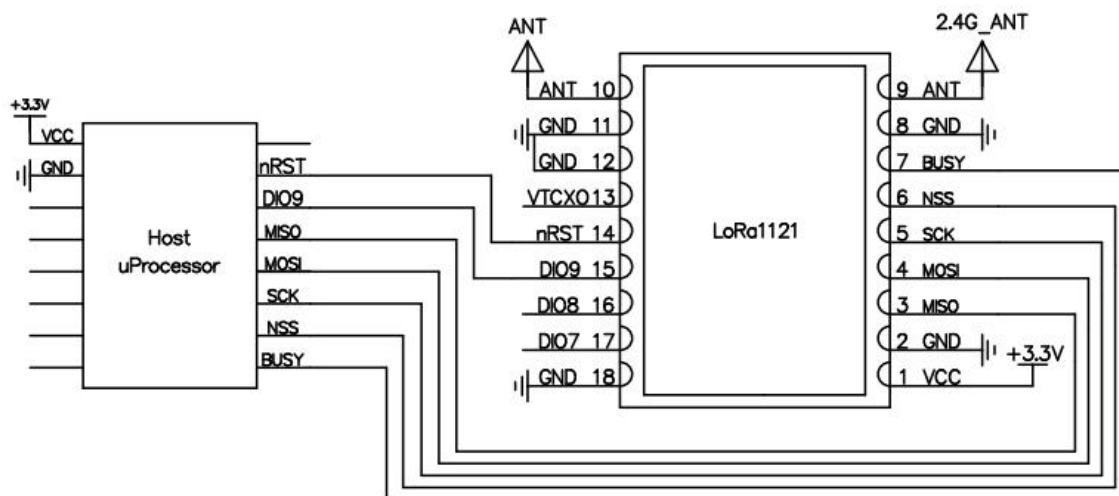 ANT
2.4G_ANT
+3.3V
VCC
GND
nRST
DIO9
MISO
MOSI
SCK
NSS
BUSY
Host
uProcessor
ANT 10
GND 11
GND 12
VTCXO 13
nRST 14
DIO9 15
DIO8 16
DIO7 17
GND 18
LoRa1121
9 ANT
8 GND
7 BUSY
6 NSS
5 SCK
4 MOSI
3 MISO
2 GND
+3.3V
1 VCC